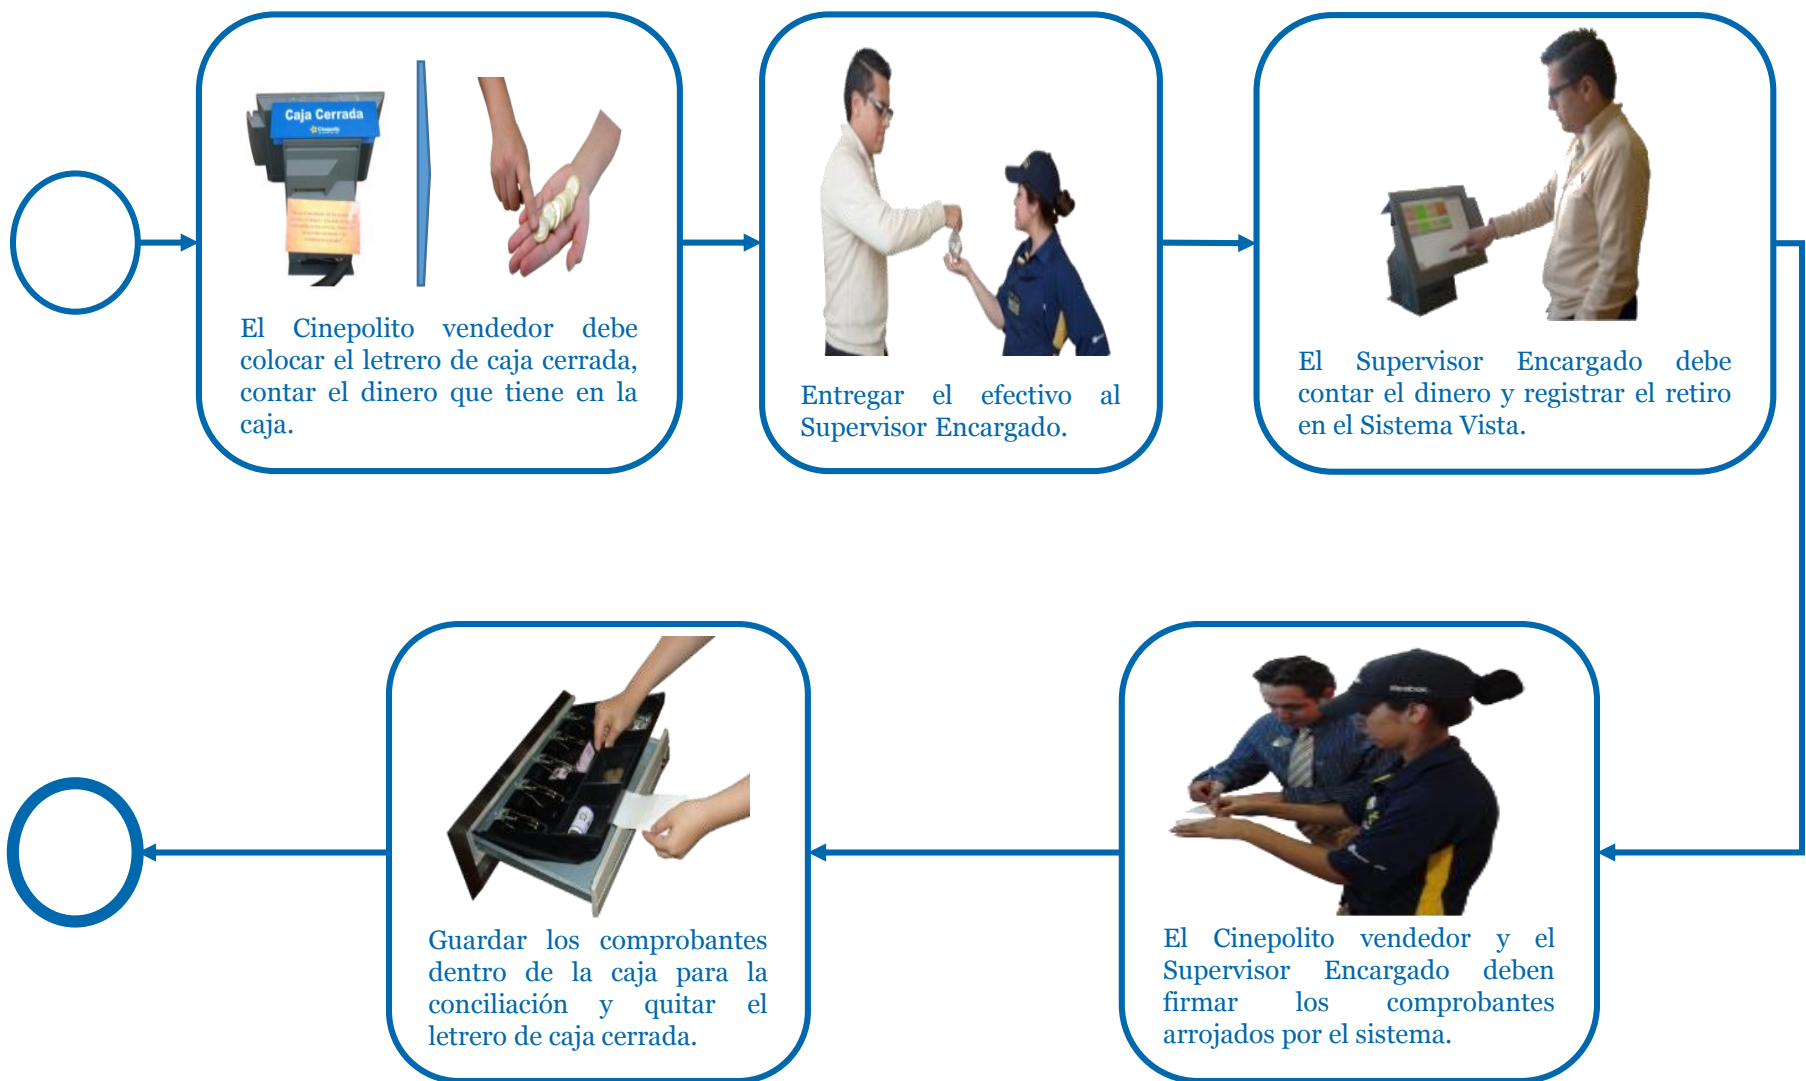 Caja Cerrada
Cinépolis
El Cinepolito vendedor debe
colocar el letrero de caja cerrada,
contar el dinero que tiene en la
caja.
Entregar el efectivo al
Supervisor Encargado.
El Supervisor Encargado debe
contar el dinero y registrar el retiro
en el Sistema Vista.
El Cinepolito vendedor y el
Supervisor Encargado deben
firmar los comprobantes
arrojados por el sistema.
Guardar los comprobantes
dentro de la caja para la
conciliación y quitar el
letrero de caja cerrada.